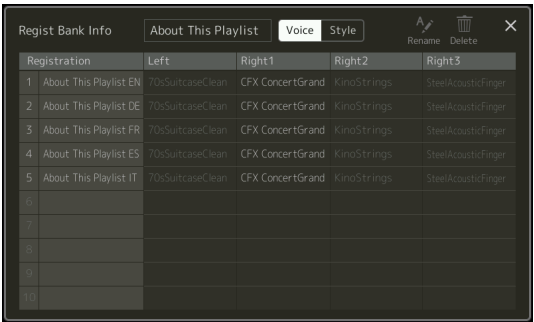 Regist Bank Info About This Playlist Voice Style Rename Delete
Registration Left Right1 Right2 Right3
1 About This Playlist EN 70sSuitcaseClean CFX ConcertGrand KinoStrings SteelAcousticFinger
2 About This Playlist DE 70sSuitcaseClean CFX ConcertGrand KinoStrings SteelAcousticFinger
3 About This Playlist FR 70sSuitcaseClean CFX ConcertGrand KinoStrings SteelAcousticFinger
4 About This Playlist ES 70sSuitcaseClean CFX ConcertGrand KinoStrings SteelAcousticFinger
5 About This Playlist IT 70sSuitcaseClean CFX ConcertGrand KinoStrings SteelAcousticFinger
6
7
8
9
10